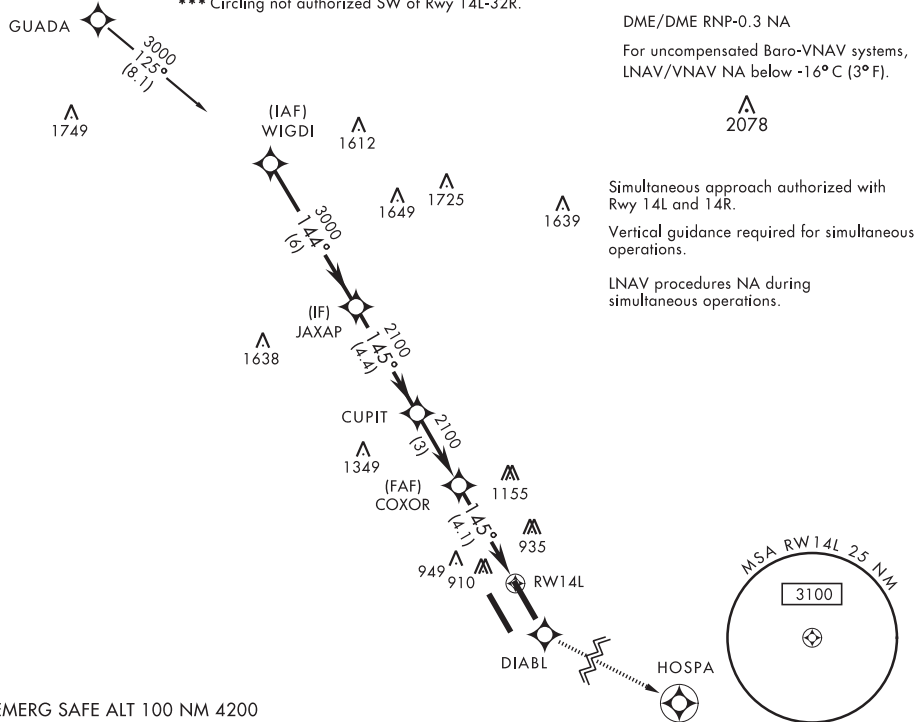 *** Circling not authorized SW of Rwy 14L-32R.
GUADA
3000
125°
(8.1)
DME/DME RNP-0.3 NA
For uncompensated Baro-VNAV systems,
LNAV/VNAV NA below -16° C (3° F).
2078
1749
(IAF)
WIGDI
1612
1649
1725
1639
Simultaneous approach authorized with
Rwy 14L and 14R.
Vertical guidance required for simultaneous
operations.
LNAV procedures NA during
simultaneous operations.
3000
144°
(6)
(IF)
JAXAP
1638
2100
145°
(4.4)
CUPIT
2100
(3)
1349
(FAF)
COXOR
1155
145°
(4.1)
935
949
910
RW14L
MSA RW14L 25 NM
3100
DIABL
HOSPA
EMERG SAFE ALT 100 NM 4200